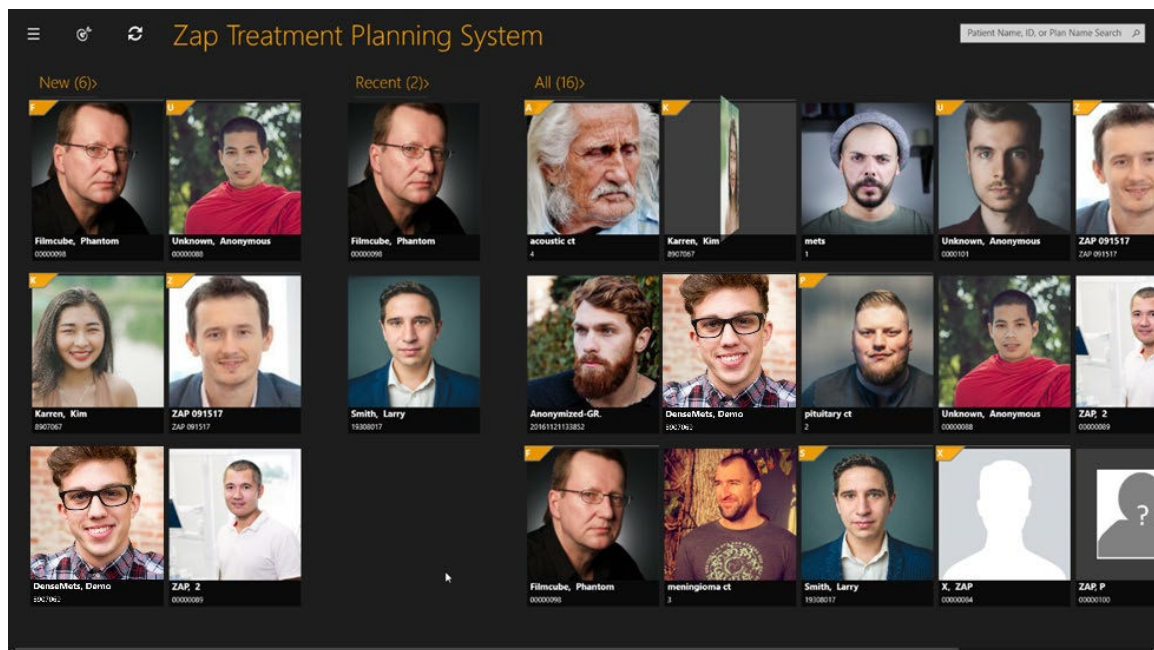 Zap Treatment Planning System
Patient Name, ID, or Plan Name Search
New (6)>
Recent (2)>
All (16)>
F
U
A
K
U
Z
Filmcube, Phantom
00000098
Unknown, Anonymous
00000088
Filmcube, Phantom
00000098
acoustic ct
4
Karren, Kim
8907067
mets
1
Unknown, Anonymous
0000101
ZAP 091517
ZAP 091517
K
Z
P
Karren, Kim
8907067
ZAP 091517
ZAP 091517
Smith, Larry
19308017
Anonymized-GR.
20161121133852
DenseMets, Demo
pituitary ct
2
Unknown, Anonymous
00000088
ZAP, 2
00000089
F
S
X
?
DenseMets, Demo
ZAP, 2
00000089
Filmcube, Phantom
00000098
meningioma ct
3
Smith, Larry
19308017
X, ZAP
00000084
ZAP, P
00000100